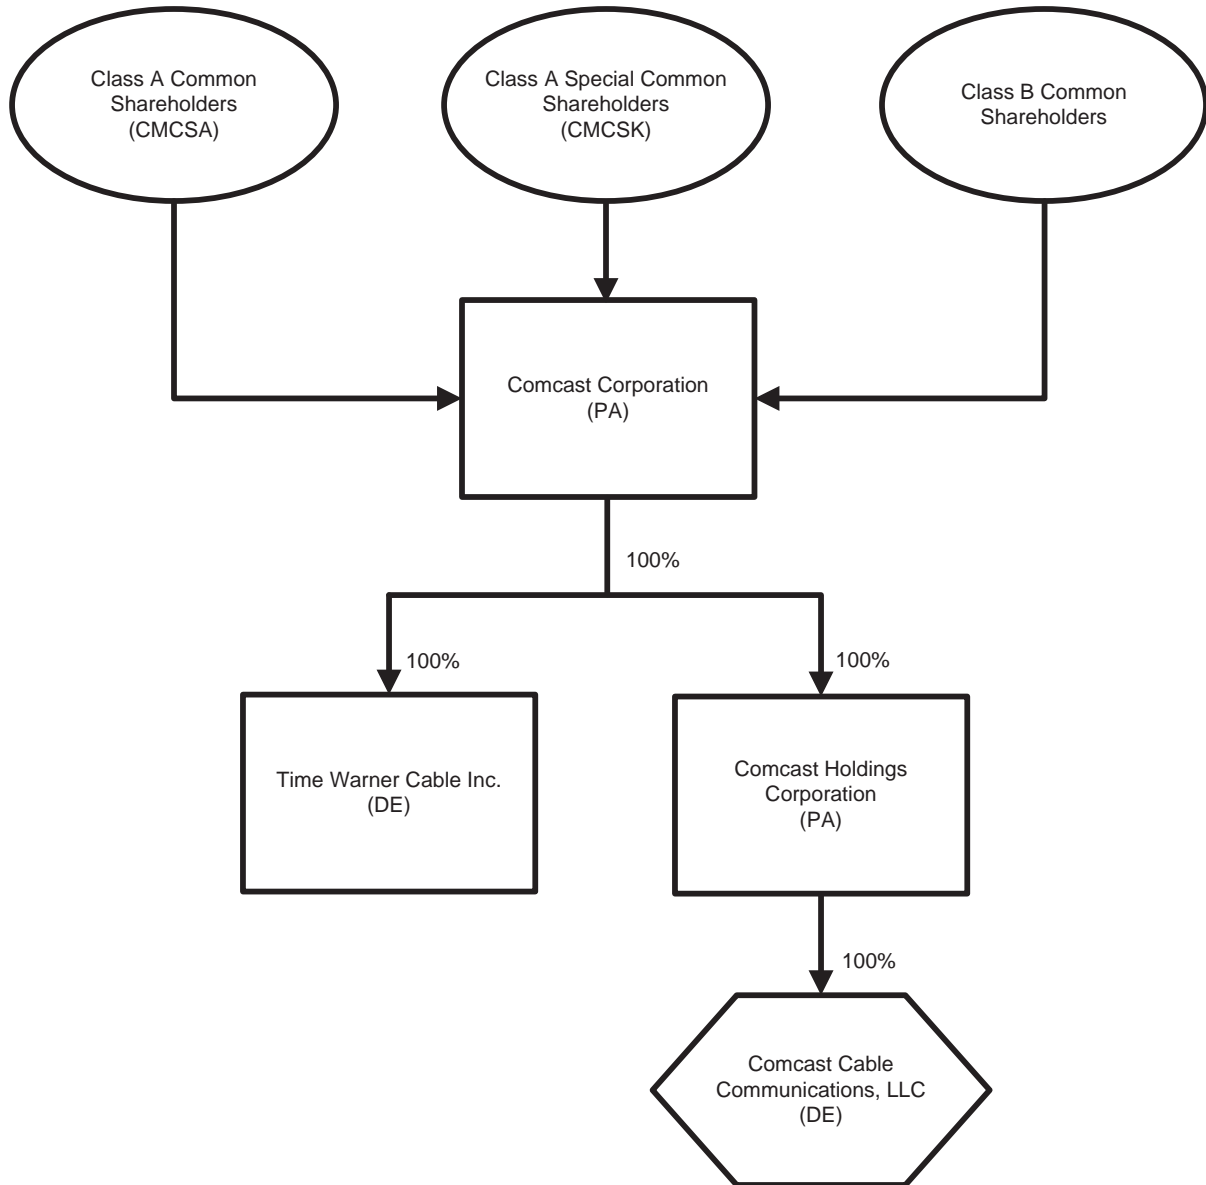 Class A Common
Shareholders
(CMCSA)
Class A Special Common
Shareholders
(CMCSK)
Class B Common
Shareholders
Comcast Corporation
(PA)
100%
100%
100%
Time Warner Cable Inc.
(DE)
Comcast Holdings
Corporation
(PA)
100%
Comcast Cable
Communications, LLC
(DE)